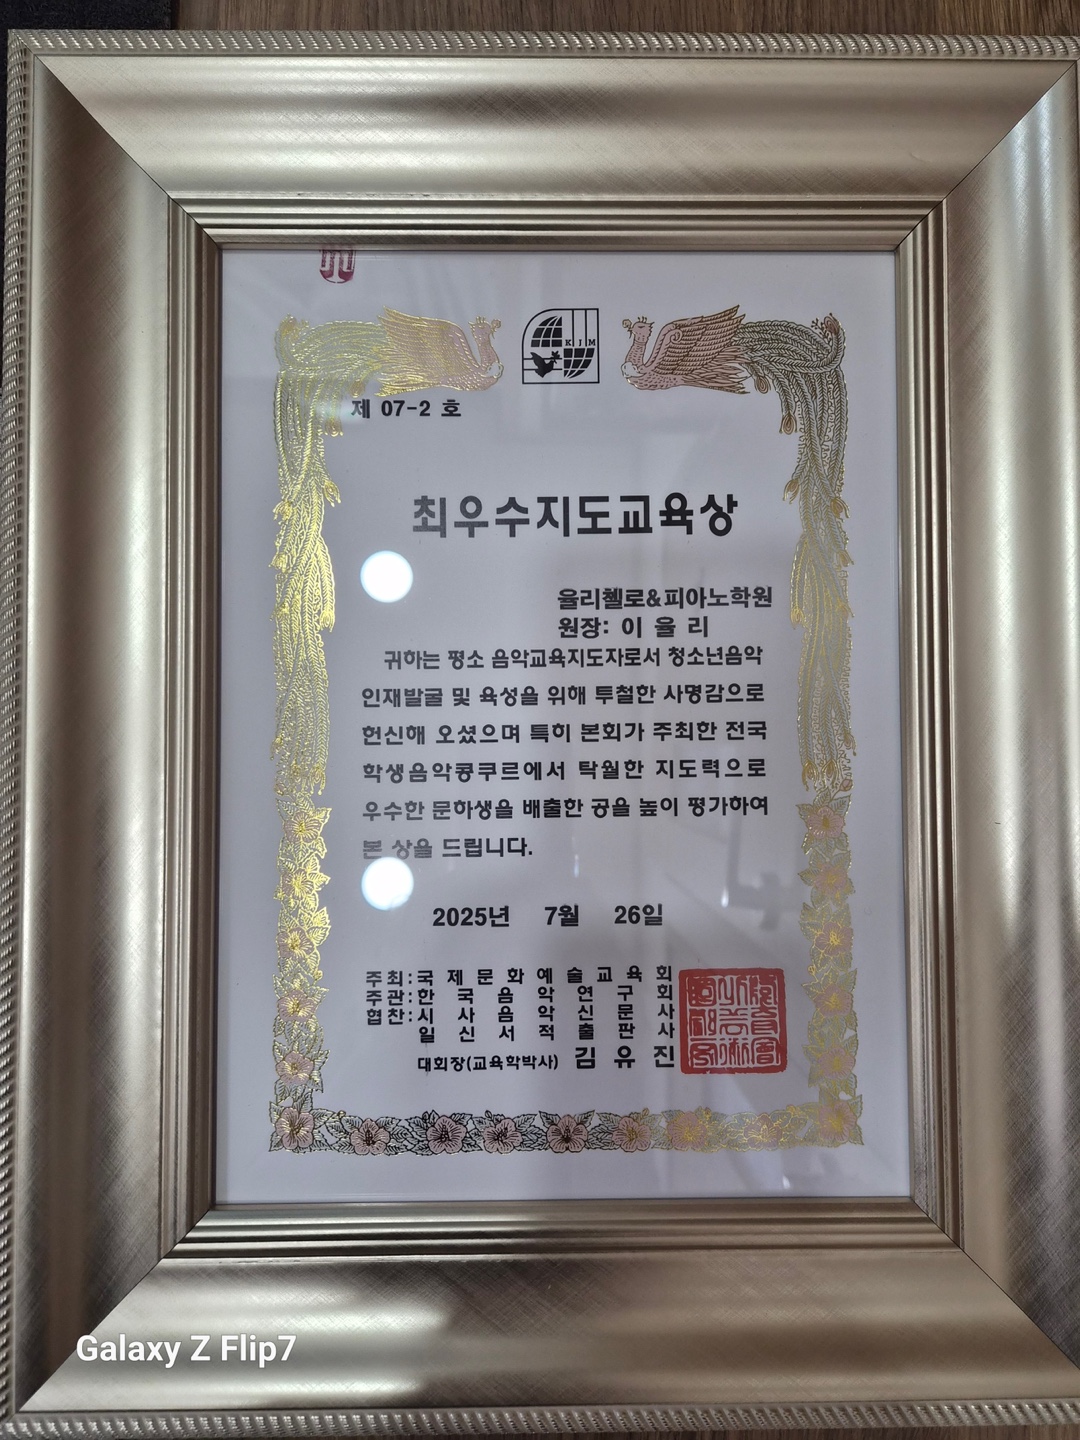 KJM
제 07-2 호
최우수지도교육상
율리첼로&피아노학원
원장: 이 율 리
귀하는 평소 음악교육지도자로서 청소년음악
인재발굴 및 육성을 위해 투철한 사명감으로
헌신해 오셨으며 특히 본회가 주최한 전국
학생음악콩쿠르에서 탁월한 지도력으로
우수한 문하생을 배출한 공을 높이 평가하여
본 상을 드립니다.
2025년 7월 26일
주최:국제문화예술교육회
주관:한국음악연구회
협찬:시사음악신문사
일신서적출판사
대회장(교육학박사) 김 유 진
Galaxy Z Flip7